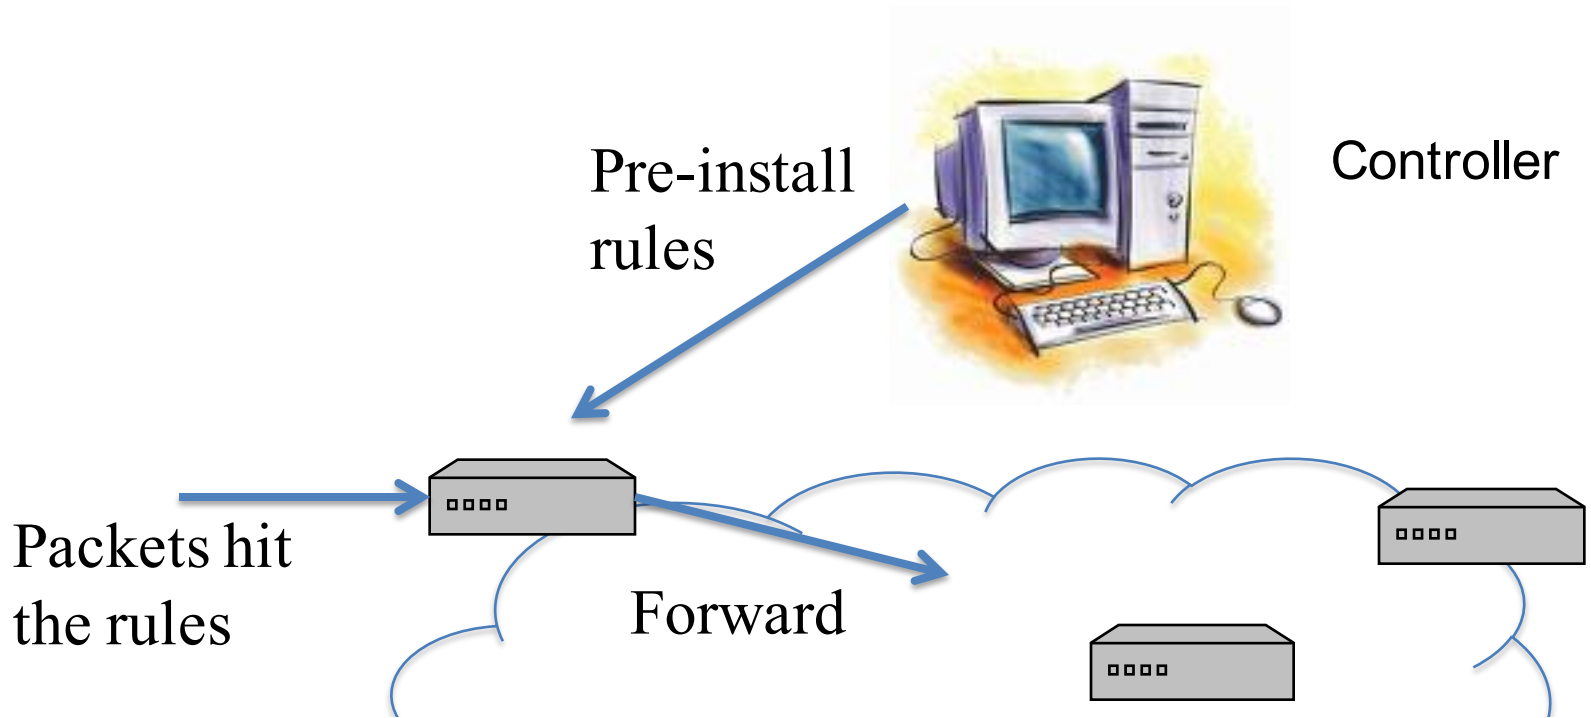 Pre-install
rules
Controller
Packets hit
the rules
Forward